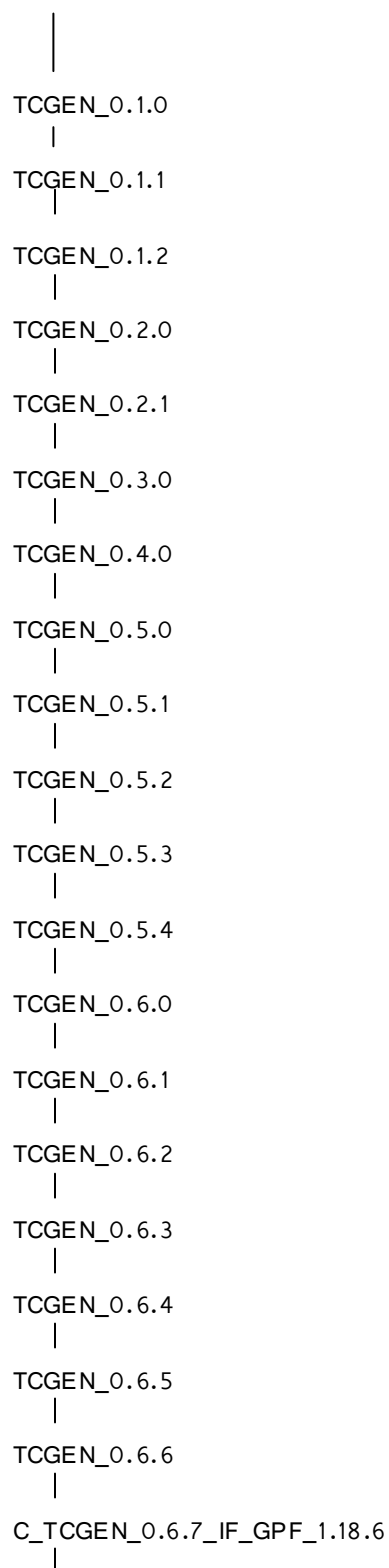 TCGEN_0.1.0
TCGEN_0.1.1
TCGEN_0.1.2
TCGEN_0.2.0
TCGEN_0.2.1
TCGEN_0.3.0
TCGEN_0.4.0
TCGEN_0.5.0
TCGEN_0.5.1
TCGEN_0.5.2
TCGEN_0.5.3
TCGEN_0.5.4
TCGEN_0.6.0
TCGEN_0.6.1
TCGEN_0.6.2
TCGEN_0.6.3
TCGEN_0.6.4
TCGEN_0.6.5
TCGEN_0.6.6
C_TCGEN_0.6.7_IF_GPF_1.18.6